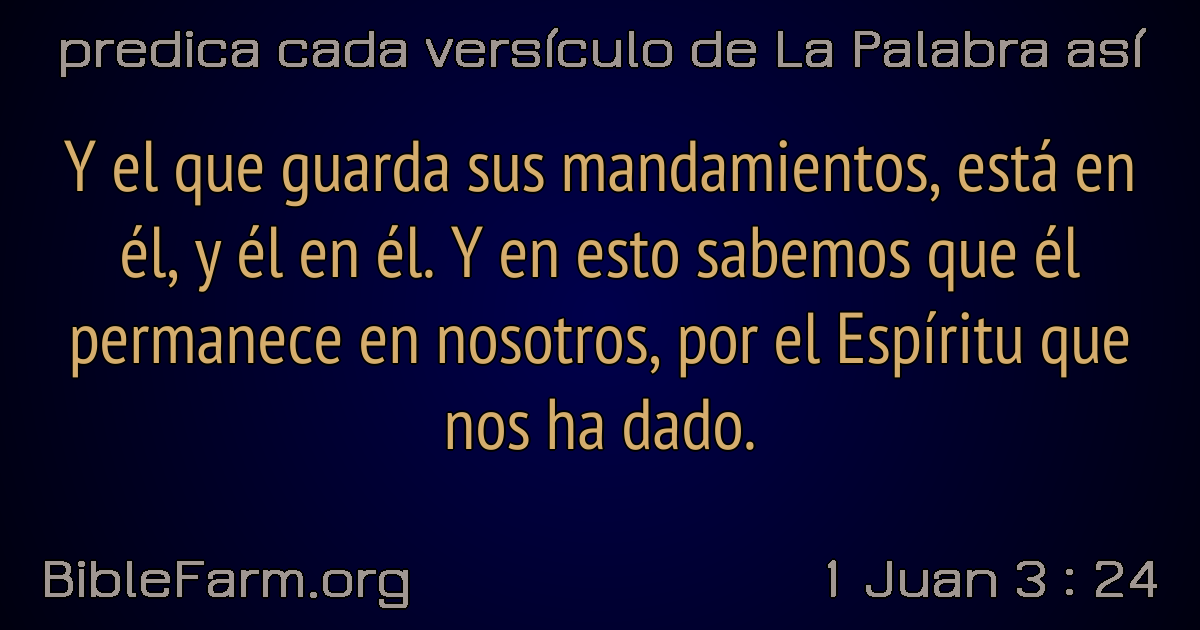 predica cada versículo de La Palabra así
Y el que guarda sus mandamientos, está en
él, y él en él. Y en esto sabemos que él
permanece en nosotros, por el Espíritu que
nos ha dado.
BibleFarm.org
1 Juan 3 : 24